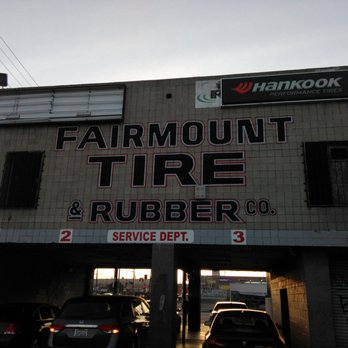 HANKOOK
PERFORMANCE TIRES
FAIRMOUNT
TIRE
& RUBBER CO.
2 SERVICE DEPT. 3